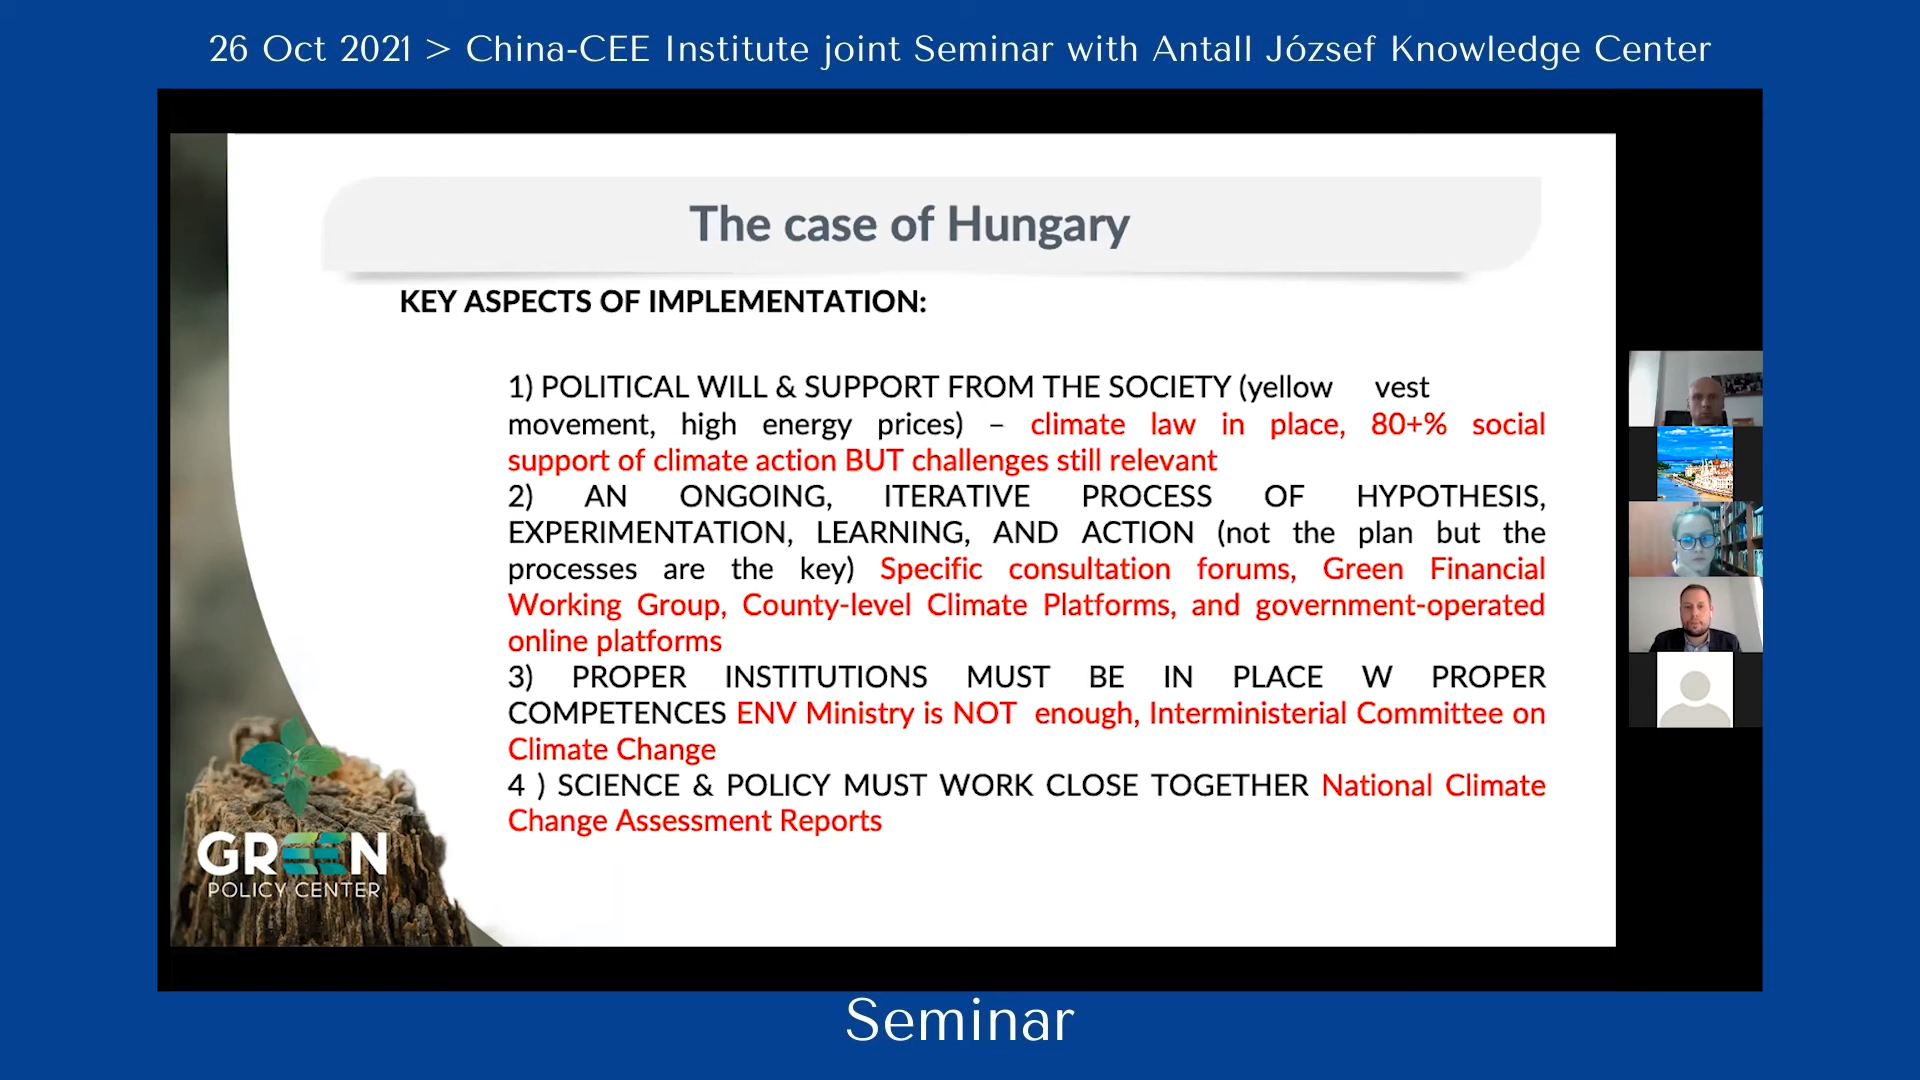 26 Oct 2021 > China-CEE Institute joint Seminar with Antall József Knowledge Center
The case of Hungary
KEY ASPECTS OF IMPLEMENTATION:
1) POLITICAL WILL & SUPPORT FROM THE SOCIETY (yellow vest
movement, high energy prices) – climate law in place, 80+% social
support of climate action BUT challenges still relevant
2) AN ONGOING, ITERATIVE PROCESS OF HYPOTHESIS,
EXPERIMENTATION, LEARNING, AND ACTION (not the plan but the
processes are the key) Specific consultation forums, Green Financial
Working Group, County-level Climate Platforms, and government-operated
online platforms
3) PROPER INSTITUTIONS MUST BE IN PLACE W PROPER
COMPETENCES ENV Ministry is NOT enough, Interministerial Committee on
Climate Change
4 ) SCIENCE & POLICY MUST WORK CLOSE TOGETHER National Climate
Change Assessment Reports
GREEN
POLICY CENTER
Seminar